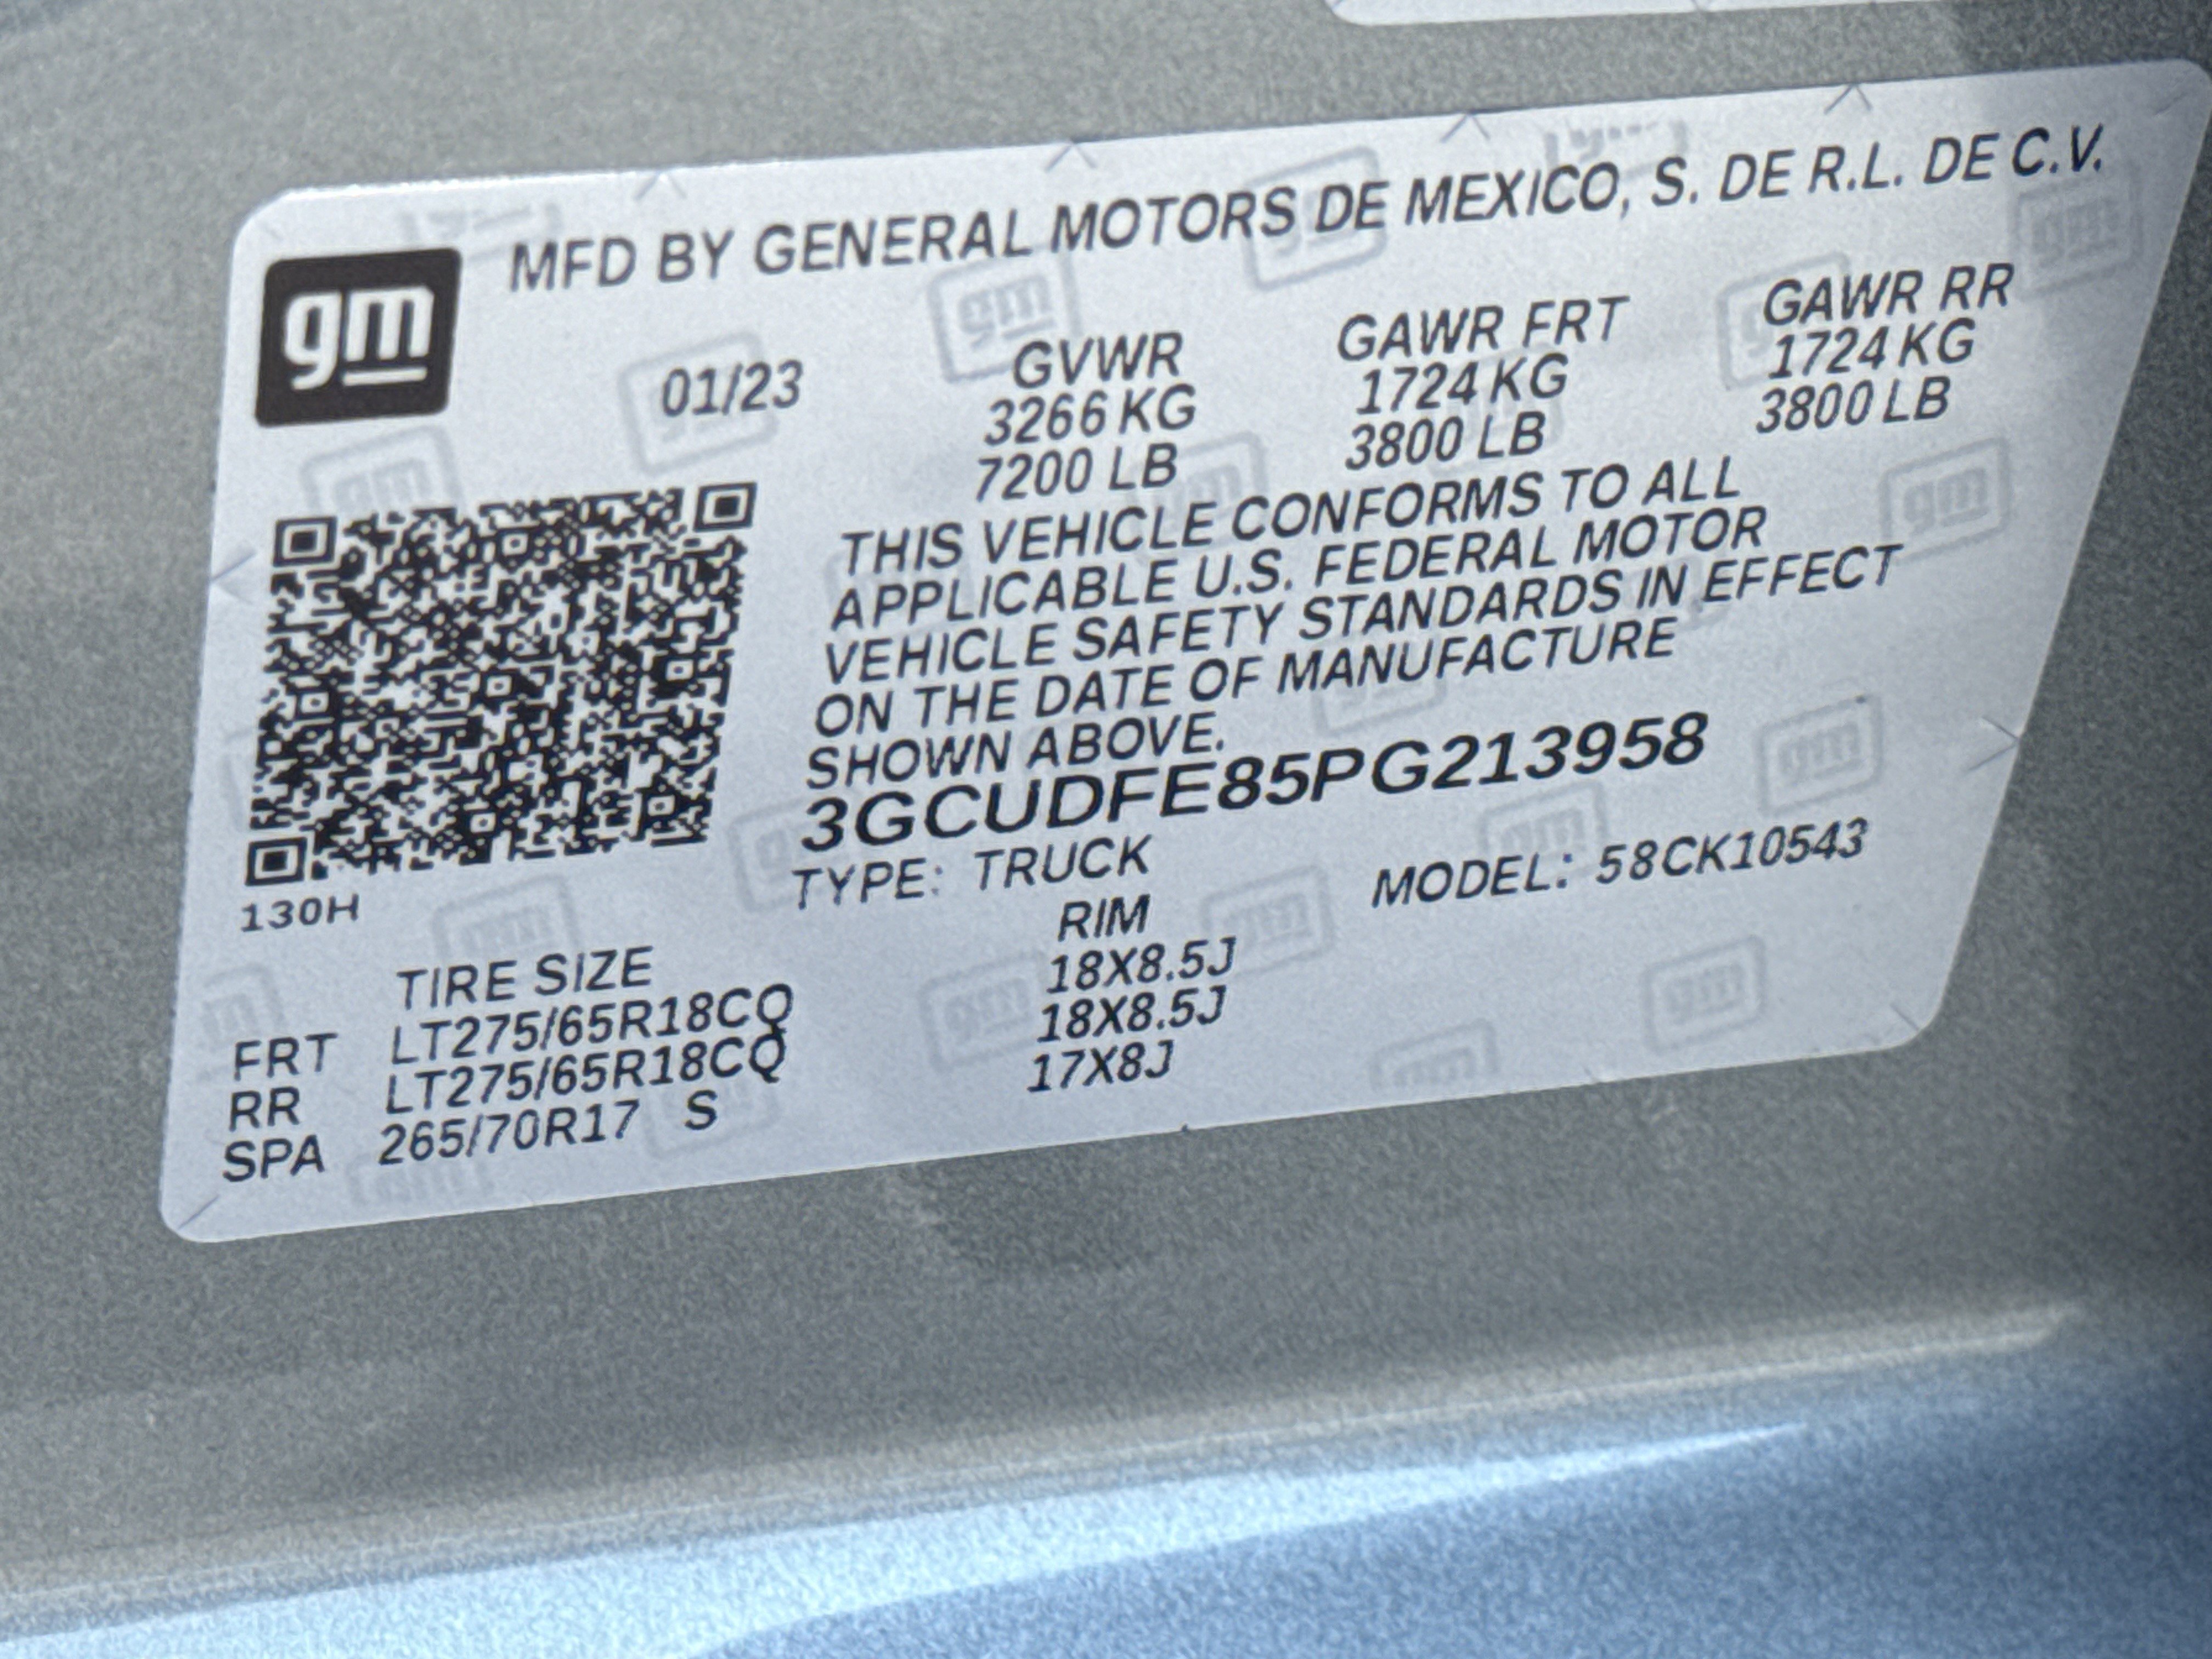 gm
MFD BY GENERAL MOTORS DE MEXICO, S. DE R.L. DE C.V.
01/23 GVWR GAWR FRT GAWR RR
3266 KG 1724 KG 1724 KG
7200 LB 3800 LB 3800 LB
THIS VEHICLE CONFORMS TO ALL
APPLICABLE U.S. FEDERAL MOTOR
VEHICLE SAFETY STANDARDS IN EFFECT
ON THE DATE OF MANUFACTURE
SHOWN ABOVE.
3GCUDFE85PG213958
TYPE: TRUCK MODEL: 58CK10543
130H
TIRE SIZE RIM
FRT LT275/65R18CQ 18X8.5J
RR LT275/65R18CQ 18X8.5J
SPA 265/70R17 S 17X8J